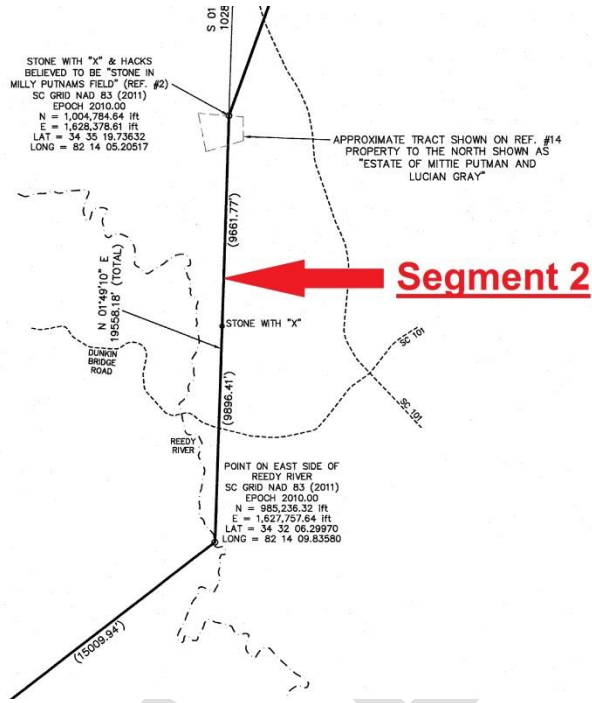 S 01
1028
STONE WITH "X" & HACKS
BELIEVED TO BE "STONE IN
MILLY PUTNAMS FIELD" (REF. #2)
SC GRID NAD 83 (2011)
EPOCH 2010.00
N = 1,004,784.64 ift
E = 1,628,378.61 ift
LAT = 34 35 19.73632
LONG = 82 14 05.20517
APPROXIMATE TRACT SHOWN ON REF. #14
PROPERTY TO THE NORTH SHOWN AS
"ESTATE OF MITTIE PUTMAN AND
LUCIAN GRAY"
(9661.77')
Segment 2
N 01°49'10" E
19558.18' (TOTAL)
STONE WITH "X"
DUNKIN
BRIDGE
ROAD
SC 101
SC 101
(9896.41')
REEDY
RIVER
POINT ON EAST SIDE OF
REEDY RIVER
SC GRID NAD 83 (2011)
EPOCH 2010.00
N = 985,236.32 ift
E = 1,627,757.64 ift
LAT = 34 32 06.29970
LONG = 82 14 09.83580
(15009.94')